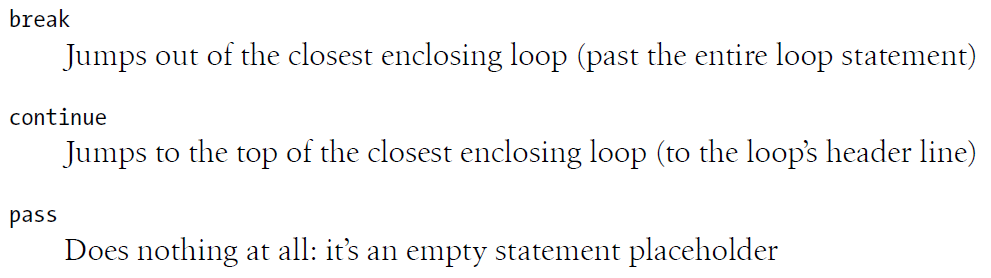 break
Jumps out of the closest enclosing loop (past the entire loop statement)
continue
Jumps to the top of the closest enclosing loop (to the loop’s header line)
pass
Does nothing at all: it’s an empty statement placeholder